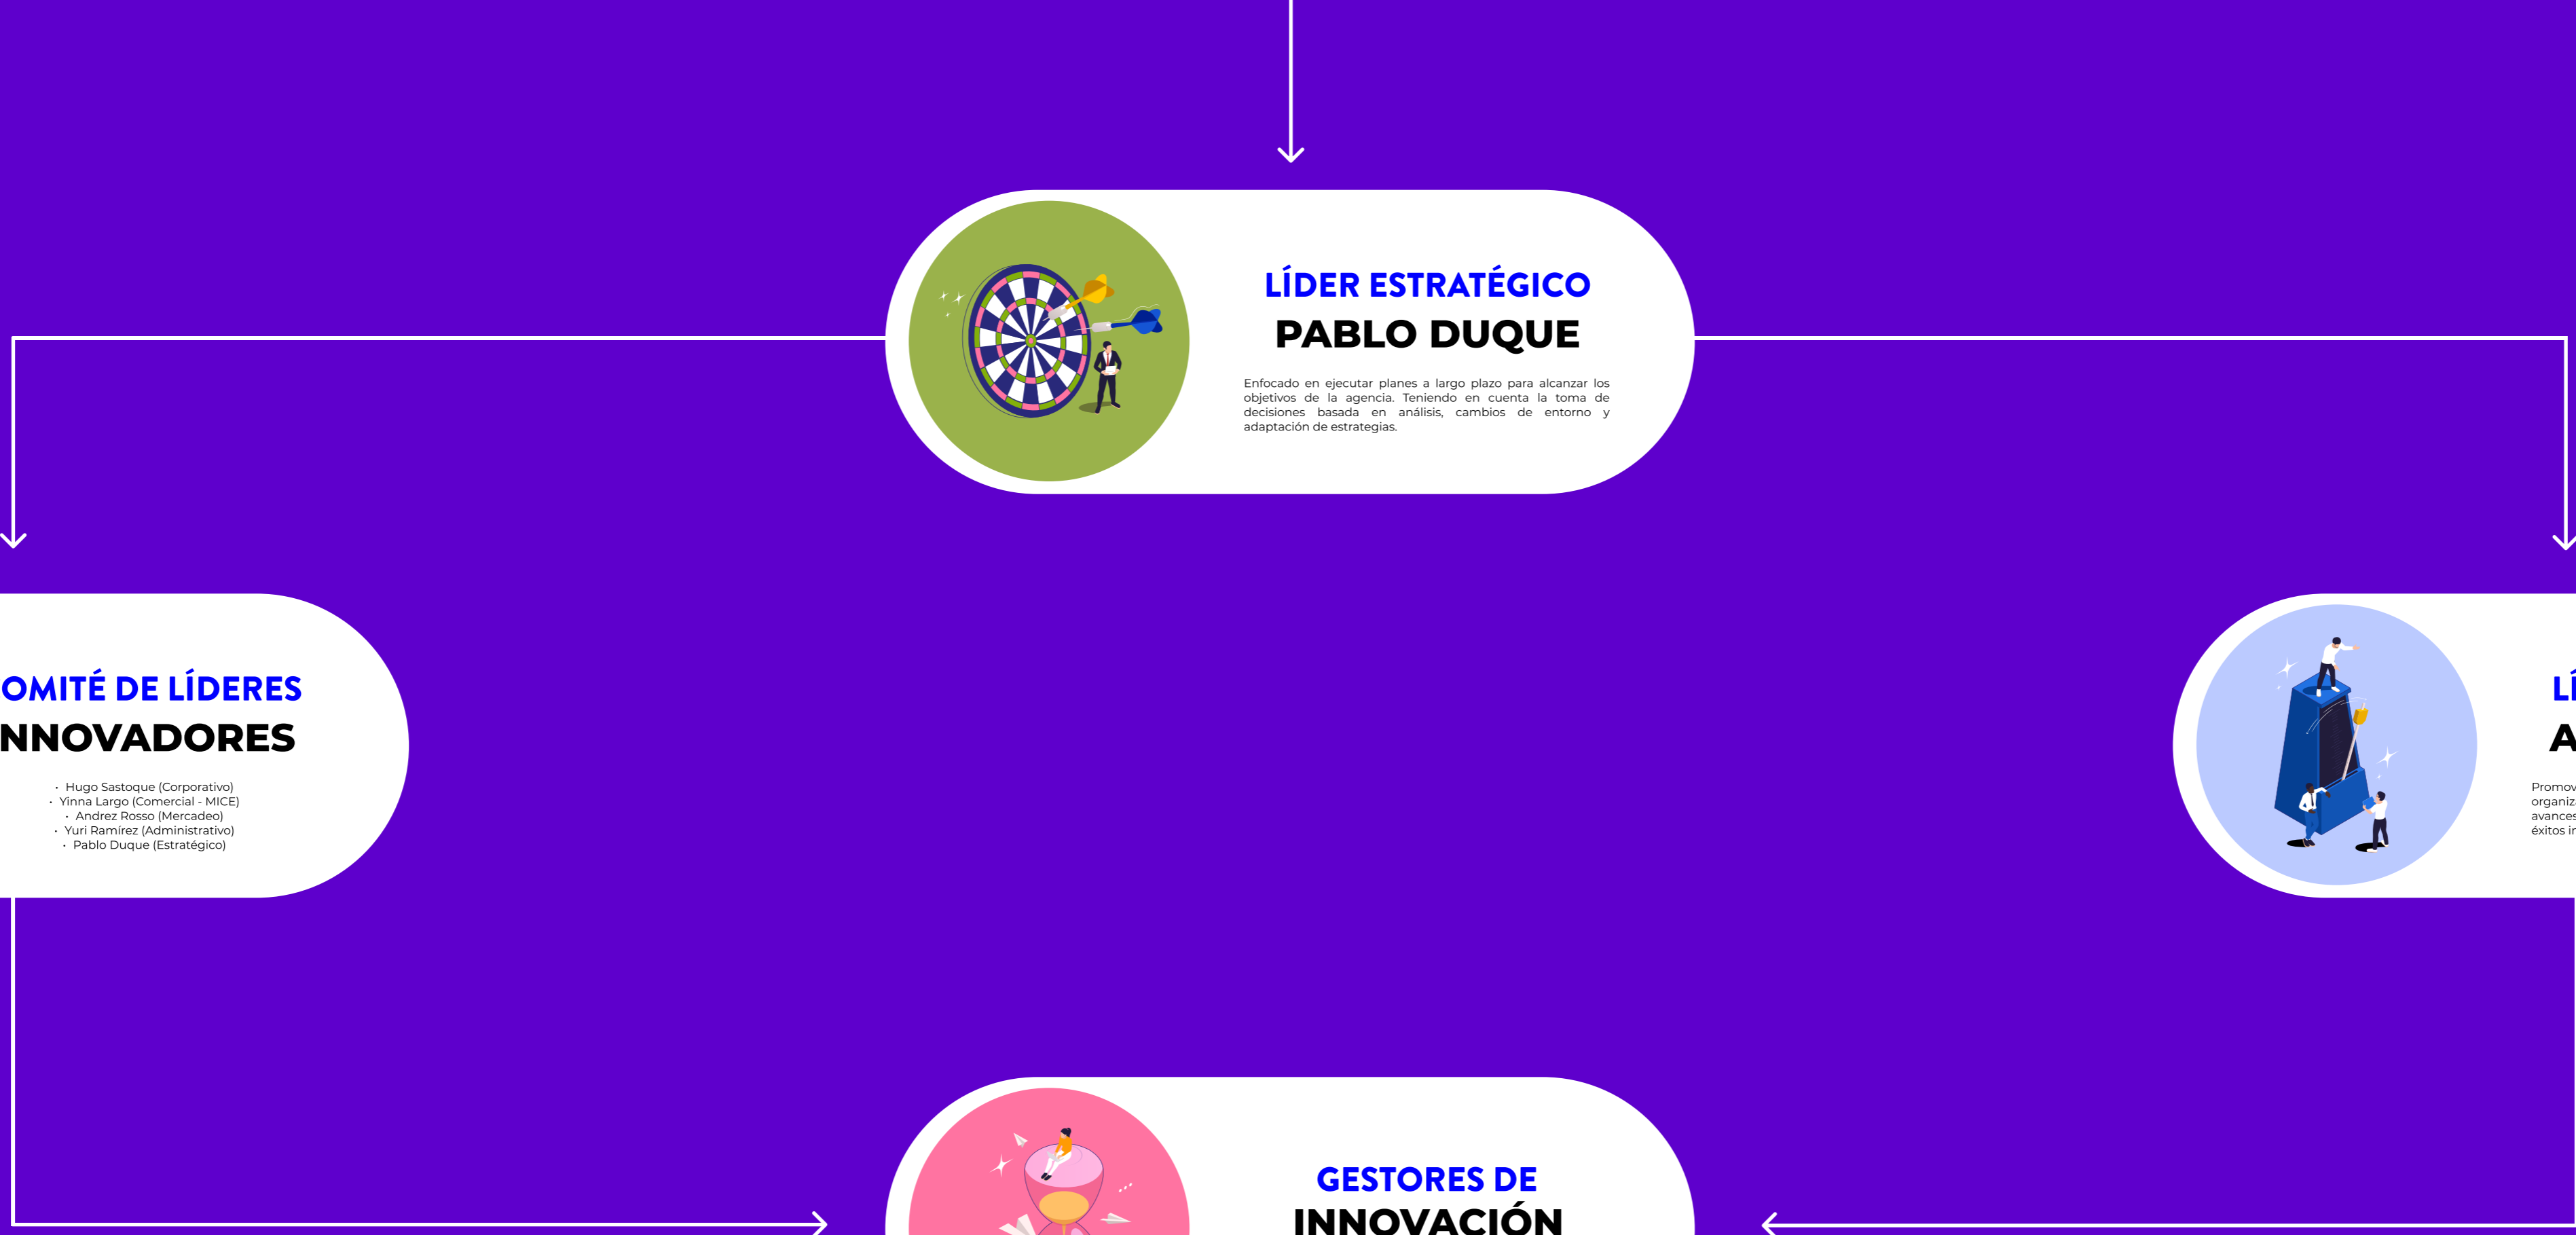 LÍDER ESTRATÉGICO
PABLO DUQUE
Enfocado en ejecutar planes a largo plazo para alcanzar los
objetivos de la agencia. Teniendo en cuenta la toma de
decisiones basada en análisis, cambios de entorno y
adaptación de estrategias.
OMITÉ DE LÍDERES
NNOVADORES
• Hugo Sastoque (Corporativo)
• Yinna Largo (Comercial - MICE)
• Andrez Rosso (Mercadeo)
• Yuri Ramírez (Administrativo)
• Pablo Duque (Estratégico)
LÍ
A
Promov
organiz
avances
éxitos i
GESTORES DE
INNOVACIÓN